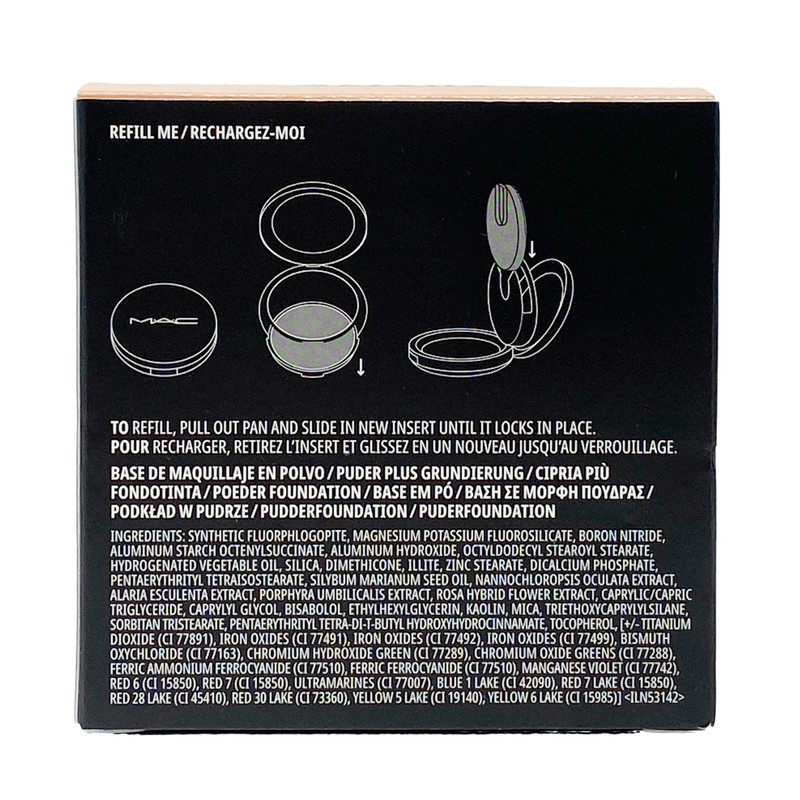 REFILL ME / RECHARGEZ-MOI
MAC
TO REFILL, PULL OUT PAN AND SLIDE IN NEW INSERT UNTIL IT LOCKS IN PLACE.
POUR RECHARGER, RETIREZ L'INSERT ET GLISSEZ EN UN NOUVEAU JUSQU'AU VERROUILLAGE.
BASE DE MAQUILLAJE EN POLVO / PUDER PLUS GRUNDIERUNG / CIPRIA PIÙ
FONDOTINTA / POEDER FOUNDATION / BASE EM PÓ / ΒΑΣΗ ΣΕ ΜΟΡΦΗ ΠΟΥΔΡΑΣ /
PODKŁAD W PUDRZE / PUDDERFOUNDATION / PUDERFOUNDATION
INGREDIENTS: SYNTHETIC FLUORPHLOGOPITE, MAGNESIUM POTASSIUM FLUOROSILICATE, BORON NITRIDE,
ALUMINUM STARCH OCTENYLSUCCINATE, ALUMINUM HYDROXIDE, OCTYLDODECYL STEAROYL STEARATE,
HYDROGENATED VEGETABLE OIL, SILICA, DIMETHICONE, ILLITE, ZINC STEARATE, DICALCIUM PHOSPHATE,
PENTAERYTHRITYL TETRAISOSTEARATE, SILYBUM MARIANUM SEED OIL, NANNOCHLOROPSIS OCULATA EXTRACT,
ALARIA ESCULENTA EXTRACT, PORPHYRA UMBILICALIS EXTRACT, ROSA HYBRID FLOWER EXTRACT, CAPRYLIC/CAPRIC
TRIGLYCERIDE, CAPRYLYL GLYCOL, BISABOLOL, ETHYLHEXYLGLYCERIN, KAOLIN, MICA, TRIETHOXYCAPRYLYLSILANE,
SORBITAN TRISTEARATE, PENTAERYTHRITYL TETRA-DI-T-BUTYL HYDROXYHYDROCINNAMATE, TOCOPHEROL, [+/- TITANIUM
DIOXIDE (CI 77891), IRON OXIDES (CI 77491), IRON OXIDES (CI 77492), IRON OXIDES (CI 77499), BISMUTH
OXYCHLORIDE (CI 77163), CHROMIUM HYDROXIDE GREEN (CI 77289), CHROMIUM OXIDE GREENS (CI 77288),
FERRIC AMMONIUM FERROCYANIDE (CI 77510), FERRIC FERROCYANIDE (CI 77510), MANGANESE VIOLET (CI 77742),
RED 6 (CI 15850), RED 7 (CI 15850), ULTRAMARINES (CI 77007), BLUE 1 LAKE (CI 42090), RED 7 LAKE (CI 15850),
RED 28 LAKE (CI 45410), RED 30 LAKE (CI 73360), YELLOW 5 LAKE (CI 19140), YELLOW 6 LAKE (CI 15985)] <ILN53142>